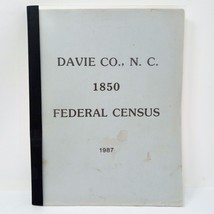 DAVIE CO., N. C.
1850
FEDERAL CENSUS
1987